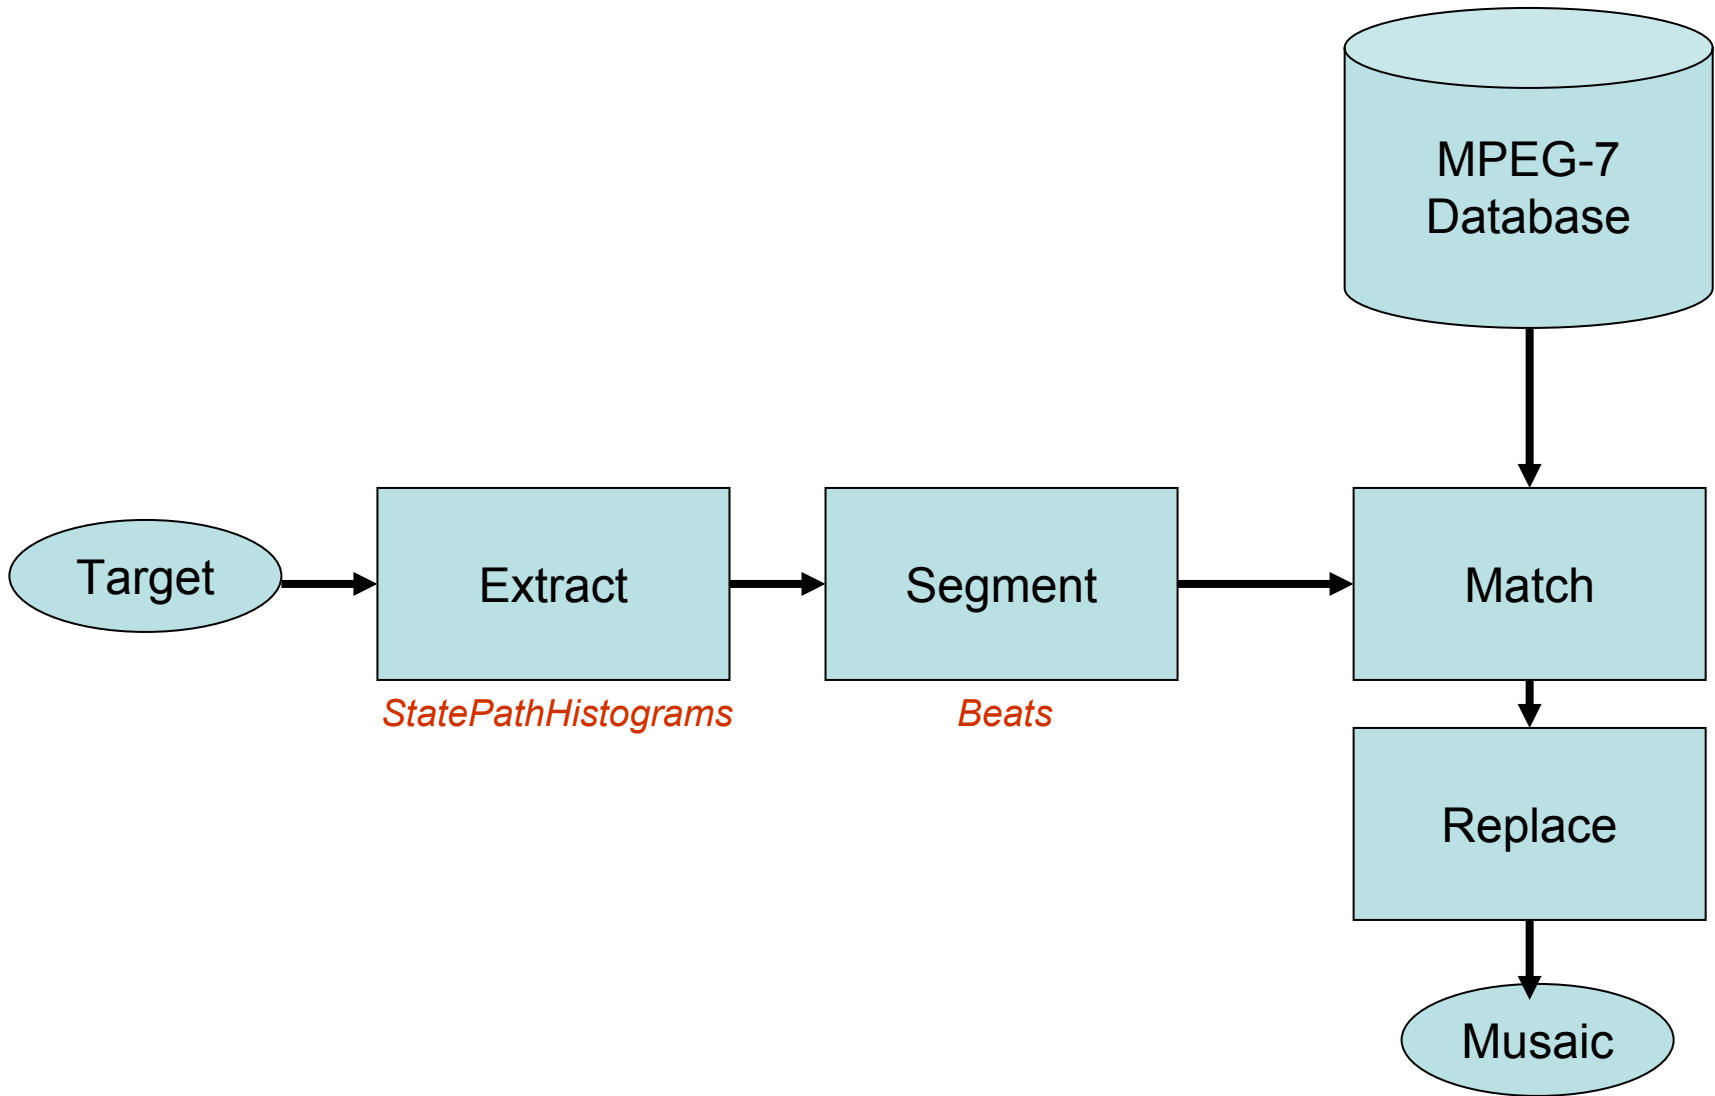 MPEG-7
Database
Target
Extract
Segment
Match
StatePathHistograms
Beats
Replace
Musaic